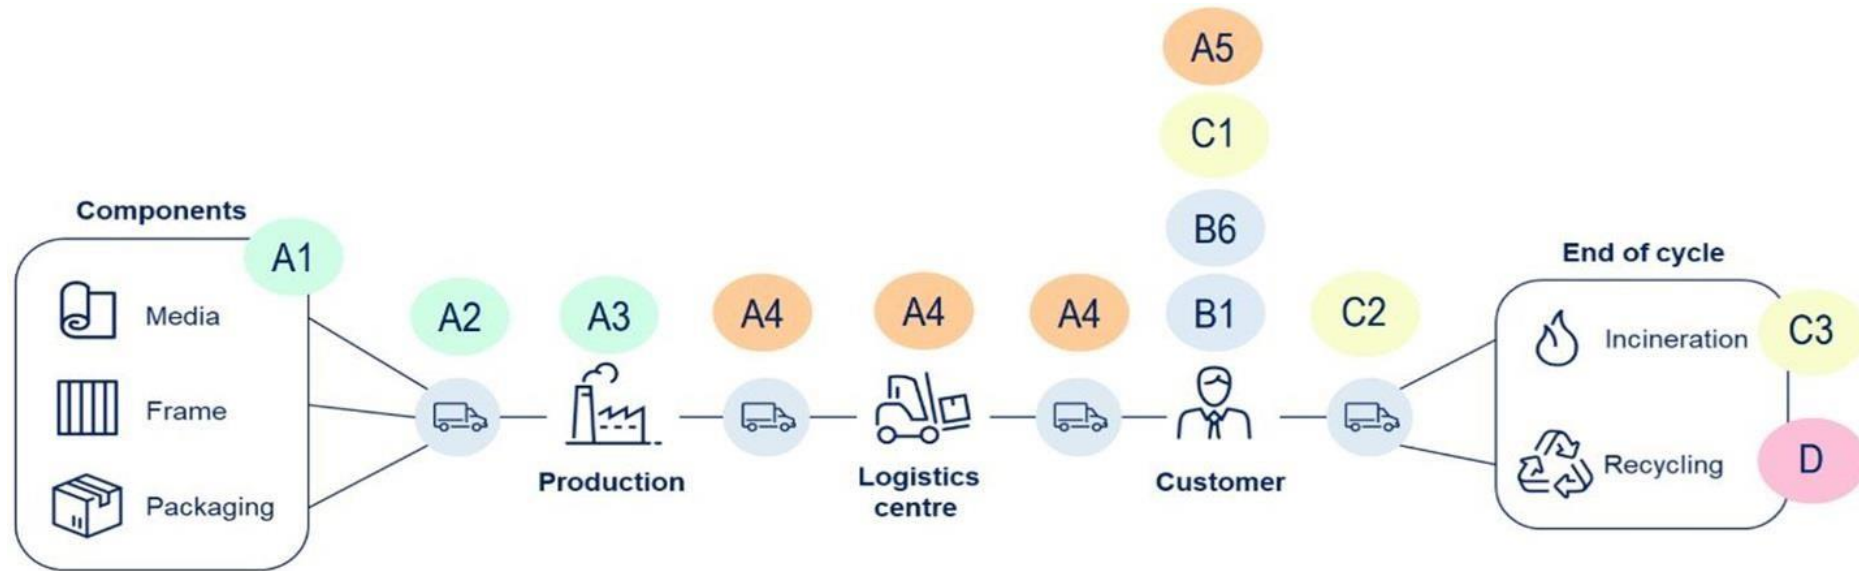 A5
C1
B6
B1
Components
A1
Media
Frame
Packaging
A2
A3
Production
A4
A4
Logistics
centre
A4
Customer
C2
End of cycle
Incineration
C3
Recycling
D